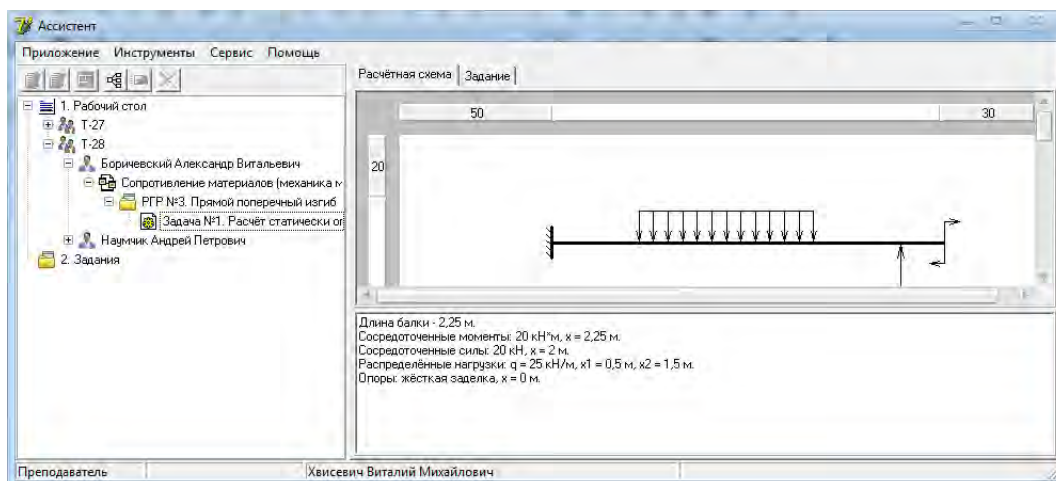 Ассистент
Приложение Инструменты Сервис Помощь
1. Рабочий стол
Т-27
Т-28
Боричевский Александр Витальевич
Сопротивление материалов (механика м
РГР №3. Прямой поперечный изгиб
Задача №1. Расчёт статически оп
Наумчик Андрей Петрович
2. Задания
Расчётная схема Задание
50 30
20
Длина балки - 2,25 м.
Сосредоточенные моменты: 20 кН*м, x = 2,25 м.
Сосредоточенные силы: 20 кН, x = 2 м.
Распределённые нагрузки: q = 25 кН/м, x1 = 0,5 м, x2 = 1,5 м.
Опоры: жёсткая заделка, x = 0 м.
Преподаватель Хвисевич Виталий Михайлович